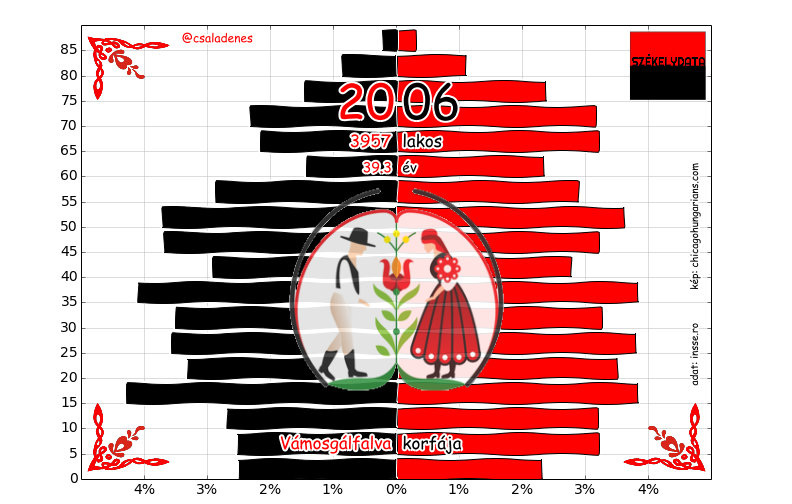 @csaladenes
SZÉKELYDATA
2006
3957 lakos
39.3 év
Vámosgálfalva korfája
kép: chicagohungarians.com
adat: insse.ro
85
80
75
70
65
60
55
50
45
40
35
30
25
20
15
10
5
0
4% 3% 2% 1% 0% 1% 2% 3% 4%